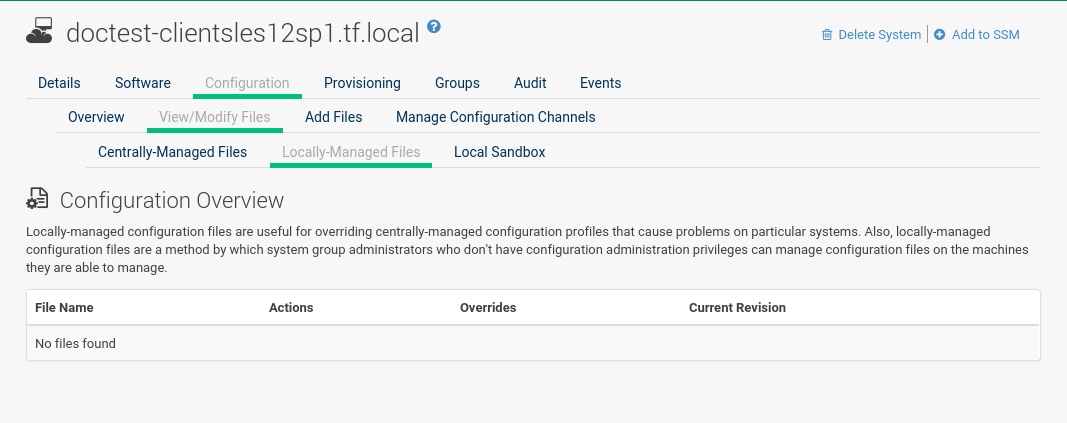 doctest-clientsles12sp1.tf.local ?
Delete System | Add to SSM
Details Software Configuration Provisioning Groups Audit Events
Overview View/Modify Files Add Files Manage Configuration Channels
Centrally-Managed Files Locally-Managed Files Local Sandbox
Configuration Overview
Locally-managed configuration files are useful for overriding centrally-managed configuration profiles that cause problems on particular systems. Also, locally-managed
configuration files are a method by which system group administrators who don't have configuration administration privileges can manage configuration files on the machines
they are able to manage.
File Name Actions Overrides Current Revision
No files found